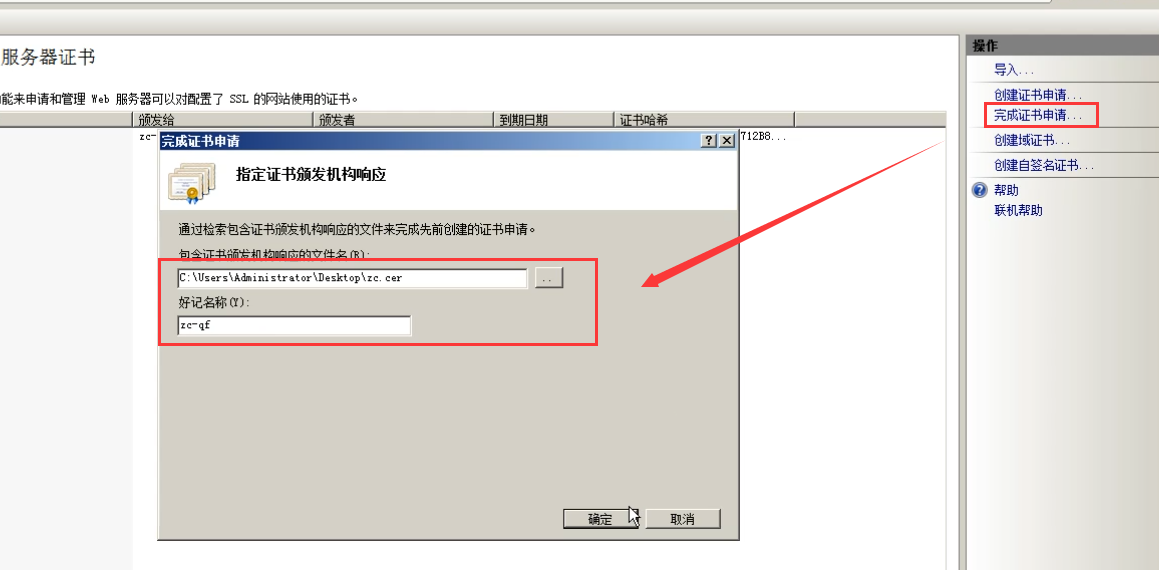 服务器证书
能来申请和管理 Web 服务器可以对配置了 SSL 的网站使用的证书。
颁发给 颁发者 到期日期 证书哈希
zc- 712B8...
完成证书申请
指定证书颁发机构响应
通过检索包含证书颁发机构响应的文件来完成先前创建的证书申请。
包含证书颁发机构响应的文件名(R):
C:\Users\Administrator\Desktop\zc.cer
..
好记名称(Y):
zc-qf
确定 取消
操作
导入...
创建证书申请...
完成证书申请...
创建域证书...
创建自签名证书...
帮助
联机帮助